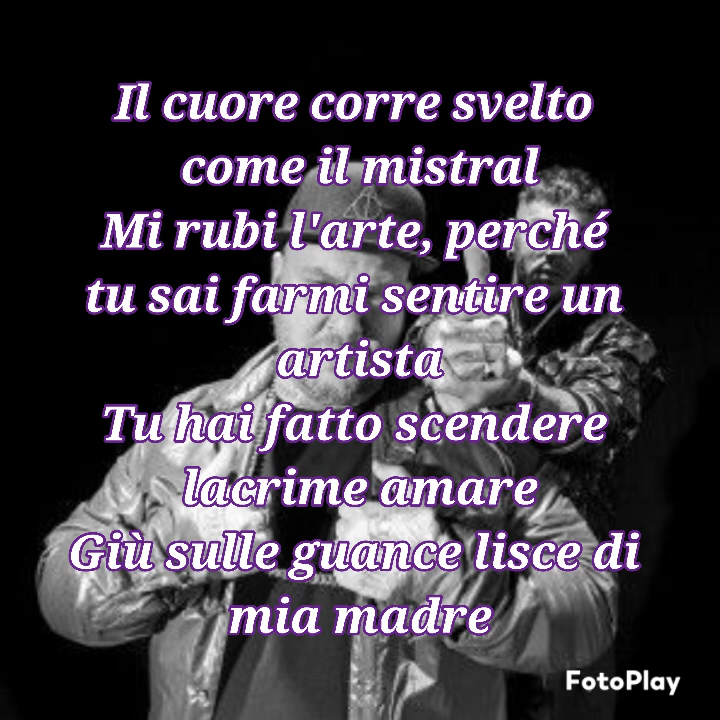 Il cuore corre svelto
come il mistral
Mi rubi l'arte, perché
tu sai farmi sentire un
artista
Tu hai fatto scendere
lacrime amare
Giù sulle guance lisce di
mia madre
FotoPlay